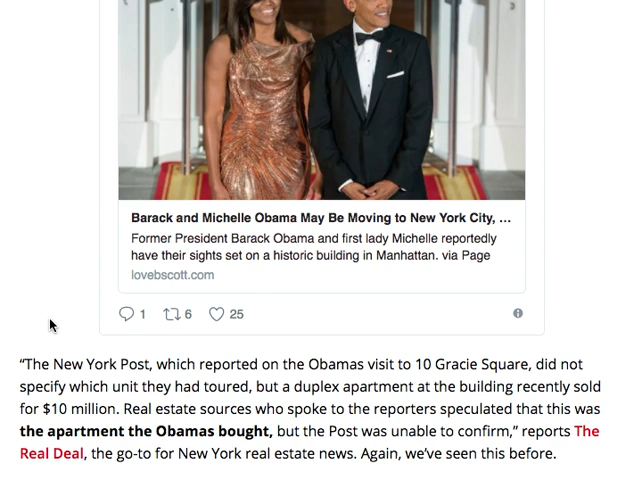 Barack and Michelle Obama May Be Moving to New York City, ...
Former President Barack Obama and first lady Michelle reportedly
have their sights set on a historic building in Manhattan. via Page
lovebscott.com
1 6 25
“The New York Post, which reported on the Obamas visit to 10 Gracie Square, did not
specify which unit they had toured, but a duplex apartment at the building recently sold
for $10 million. Real estate sources who spoke to the reporters speculated that this was
the apartment the Obamas bought, but the Post was unable to confirm,” reports The
Real Deal, the go-to for New York real estate news. Again, we’ve seen this before.